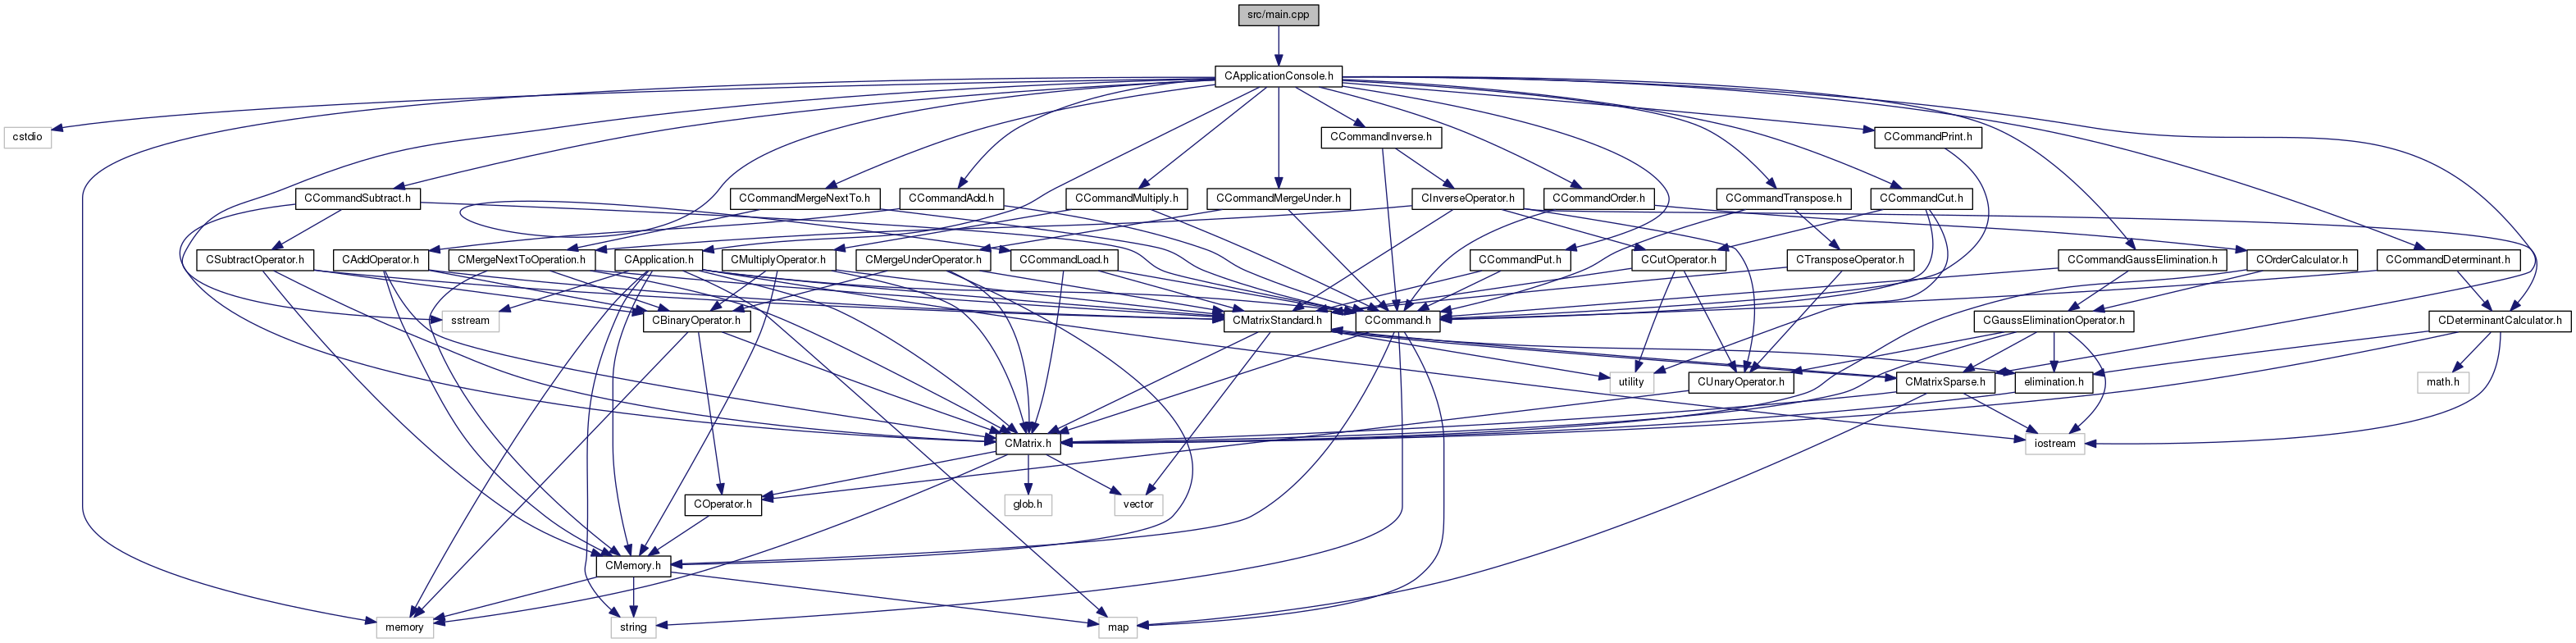 src/main.cpp
CApplicationConsole.h
cstdio
CCommandInverse.h
CCommandPrint.h
CCommandSubtract.h
CCommandMergeNextTo.h
CCommandAdd.h
CCommandMultiply.h
CCommandMergeUnder.h
CInverseOperator.h
CCommandOrder.h
CCommandTranspose.h
CCommandCut.h
CSubtractOperator.h
CAddOperator.h
CMergeNextToOperation.h
CApplication.h
CMultiplyOperator.h
CMergeUnderOperator.h
CCommandLoad.h
CCommandPut.h
CCutOperator.h
CTransposeOperator.h
CCommandGaussElimination.h
COrderCalculator.h
CCommandDeterminant.h
sstream
CBinaryOperator.h
CMatrixStandard.h
CCommand.h
CGaussEliminationOperator.h
CDeterminantCalculator.h
utility
CUnaryOperator.h
CMatrixSparse.h
elimination.h
math.h
CMatrix.h
iostream
COperator.h
glob.h
vector
CMemory.h
memory
string
map